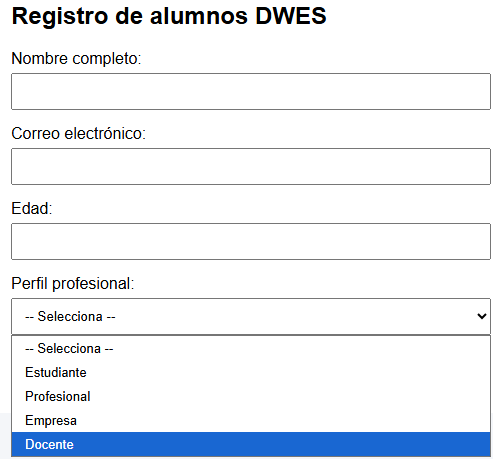 Registro de alumnos DWES
Nombre completo:
Correo electrónico:
Edad:
Perfil profesional:
-- Selecciona --
-- Selecciona --
Estudiante
Profesional
Empresa
Docente